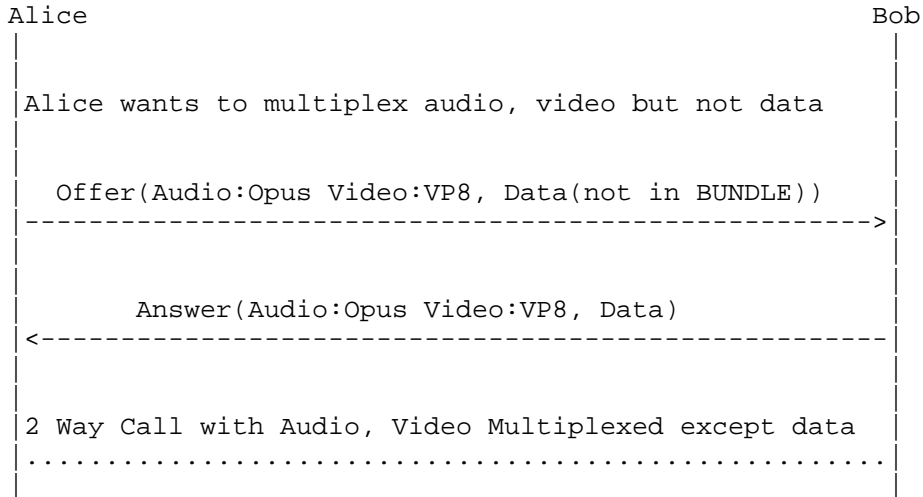 Alice Bob
Alice wants to multiplex audio, video but not data
Offer(Audio:Opus Video:VP8, Data(not in BUNDLE))
Answer(Audio:Opus Video:VP8, Data)
2 Way Call with Audio, Video Multiplexed except data